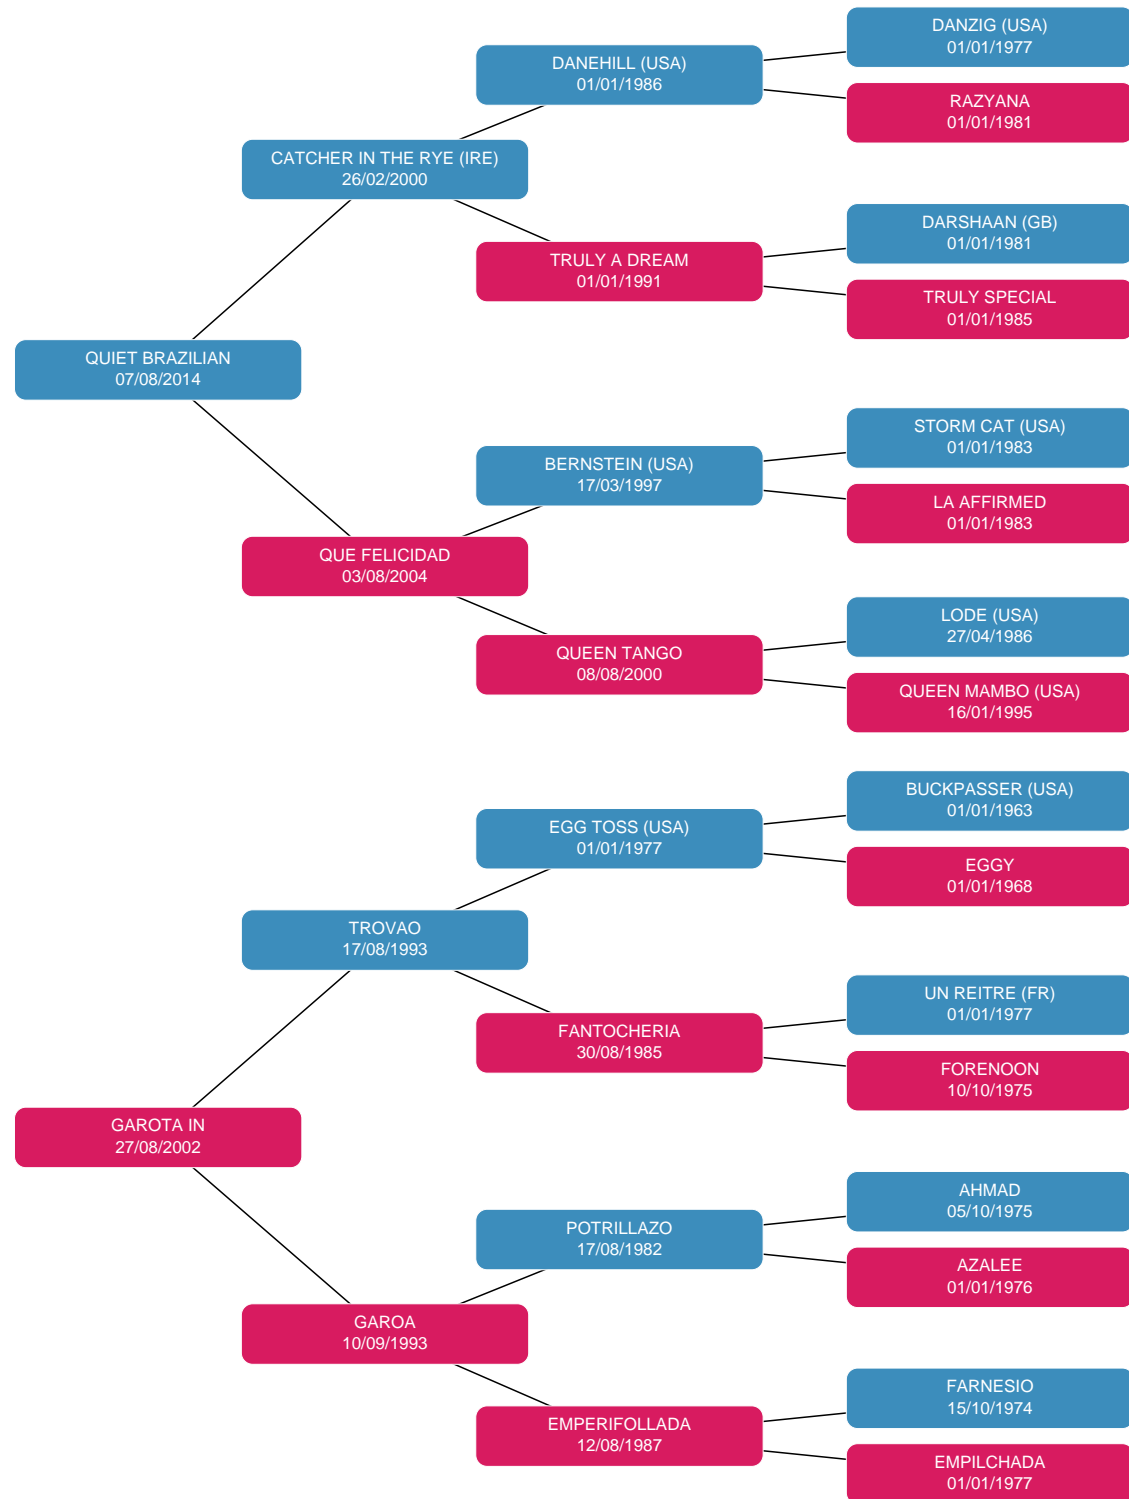 DANZIG (USA)
01/01/1977
DANEHILL (USA)
01/01/1986
RAZYANA
01/01/1981
CATCHER IN THE RYE (IRE)
26/02/2000
DARSHAAN (GB)
01/01/1981
TRULY A DREAM
01/01/1991
TRULY SPECIAL
01/01/1985
QUIET BRAZILIAN
07/08/2014
STORM CAT (USA)
01/01/1983
BERNSTEIN (USA)
17/03/1997
LA AFFIRMED
01/01/1983
QUE FELICIDAD
03/08/2004
LODE (USA)
27/04/1986
QUEEN TANGO
08/08/2000
QUEEN MAMBO (USA)
16/01/1995
BUCKPASSER (USA)
01/01/1963
EGG TOSS (USA)
01/01/1977
EGGY
01/01/1968
TROVAO
17/08/1993
UN REITRE (FR)
01/01/1977
FANTOCHERIA
30/08/1985
FORENOON
10/10/1975
GAROTA IN
27/08/2002
AHMAD
05/10/1975
POTRILLAZO
17/08/1982
AZALEE
01/01/1976
GAROA
10/09/1993
FARNESIO
15/10/1974
EMPERIFOLLADA
12/08/1987
EMPILCHADA
01/01/1977